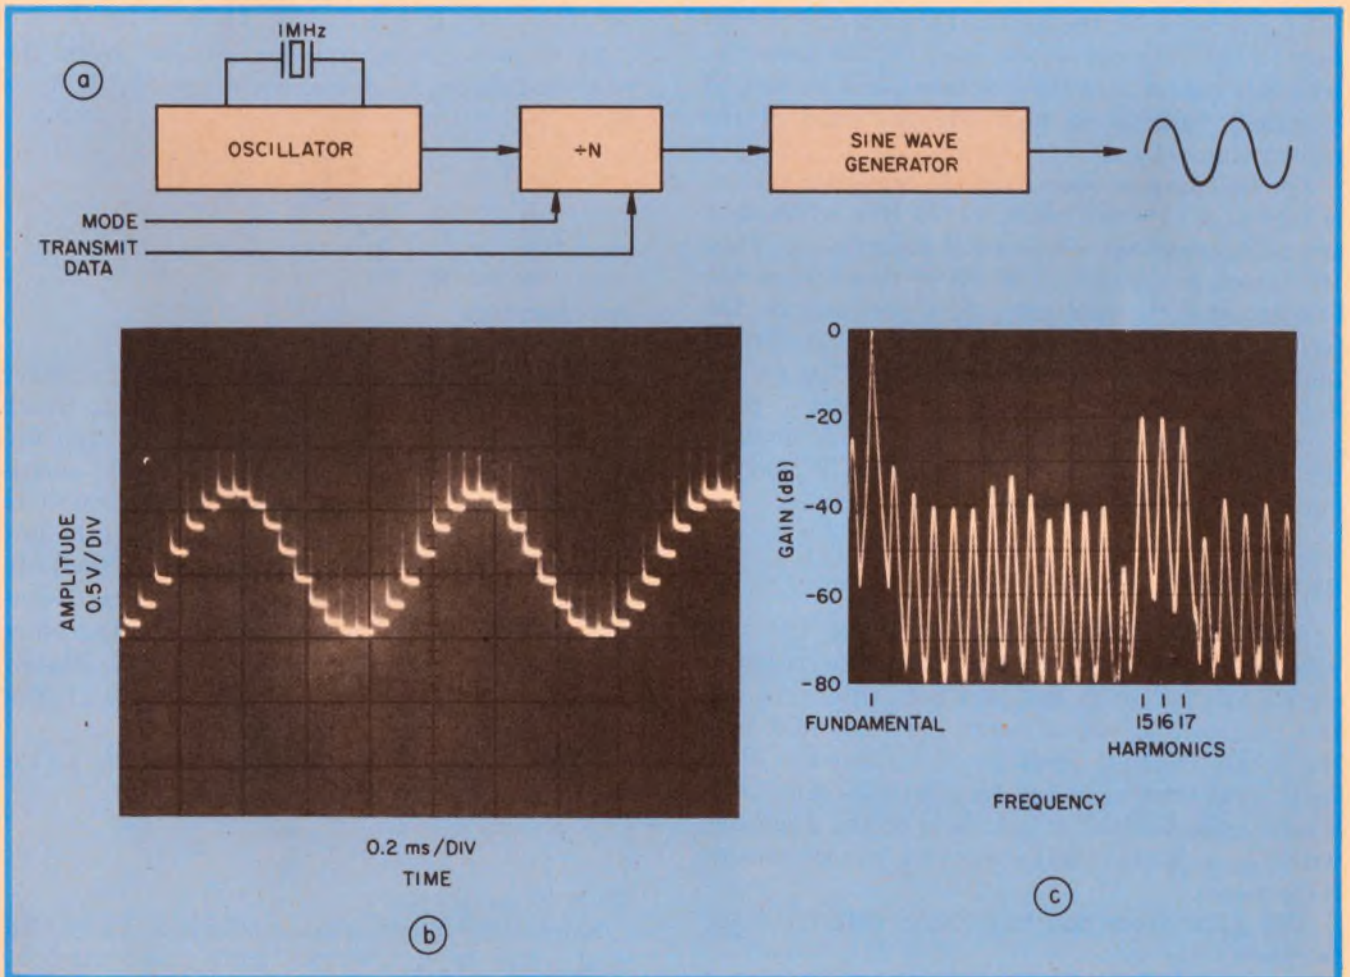 a
1MHz
OSCILLATOR
÷N
SINE WAVE
GENERATOR
MODE
TRANSMIT
DATA
AMPLITUDE
0.5V/DIV
0.2 ms/DIV
TIME
b
0
-20
-40
-60
-80
GAIN (dB)
FUNDAMENTAL
15 16 17
HARMONICS
FREQUENCY
c